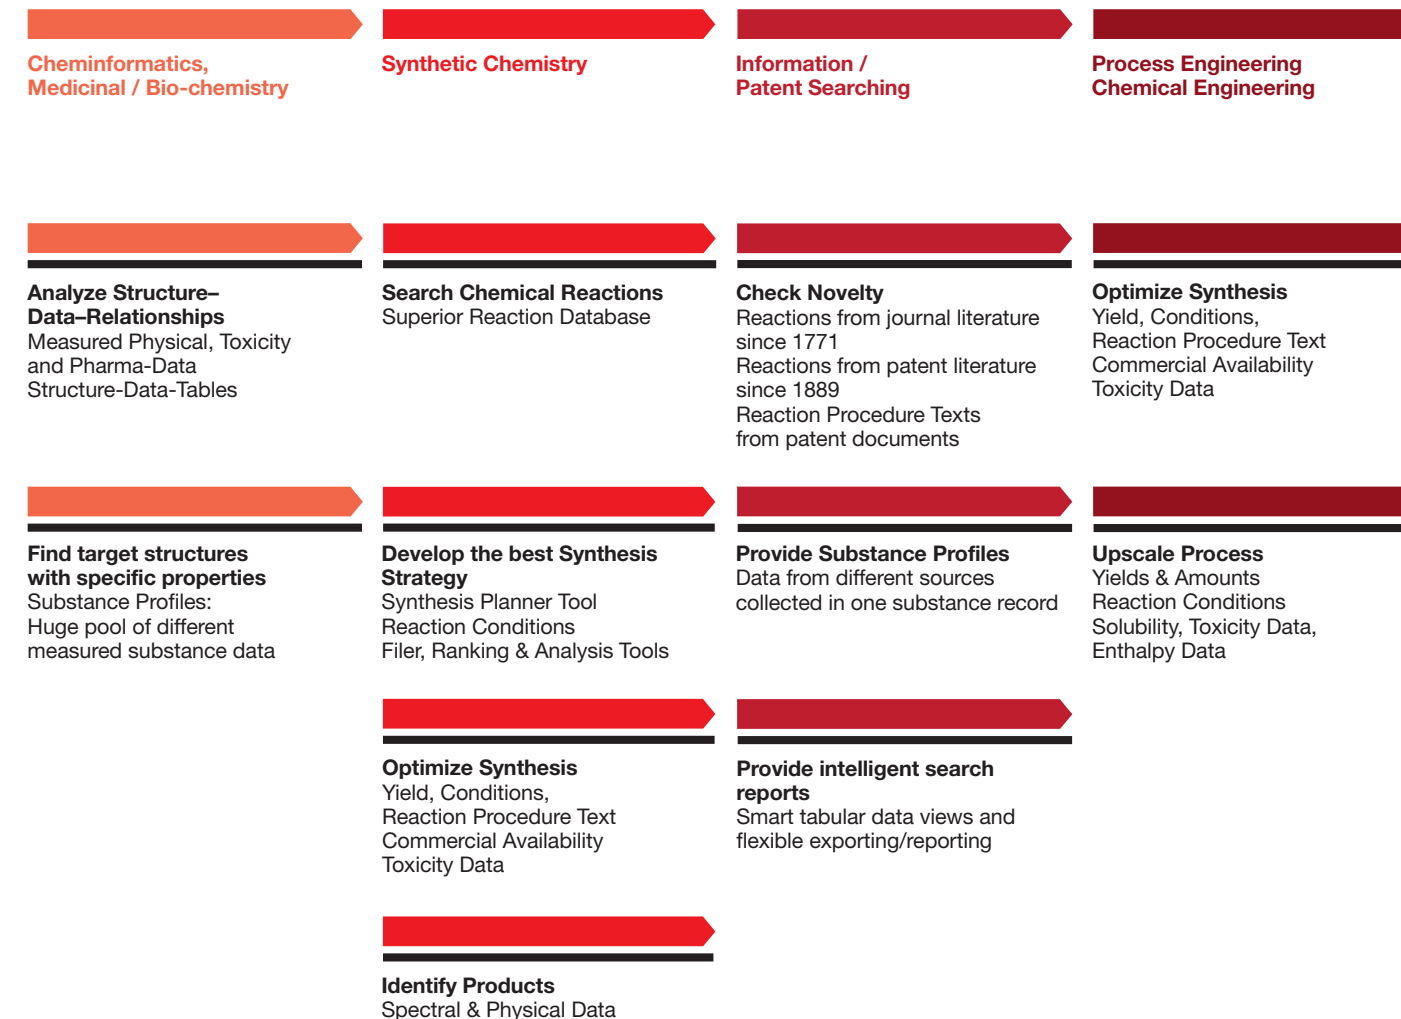 Cheminformatics,
Medicinal / Bio-chemistry
Synthetic Chemistry
Information /
Patent Searching
Process Engineering
Chemical Engineering
Analyze Structure–
Data–Relationships
Measured Physical, Toxicity
and Pharma-Data
Structure-Data-Tables
Search Chemical Reactions
Superior Reaction Database
Check Novelty
Reactions from journal literature
since 1771
Reactions from patent literature
since 1889
Reaction Procedure Texts
from patent documents
Optimize Synthesis
Yield, Conditions,
Reaction Procedure Text
Commercial Availability
Toxicity Data
Find target structures
with specific properties
Substance Profiles:
Huge pool of different
measured substance data
Develop the best Synthesis
Strategy
Synthesis Planner Tool
Reaction Conditions
Filer, Ranking & Analysis Tools
Provide Substance Profiles
Data from different sources
collected in one substance record
Upscale Process
Yields & Amounts
Reaction Conditions
Solubility, Toxicity Data,
Enthalpy Data
Optimize Synthesis
Yield, Conditions,
Reaction Procedure Text
Commercial Availability
Toxicity Data
Provide intelligent search
reports
Smart tabular data views and
flexible exporting/reporting
Identify Products
Spectral & Physical Data